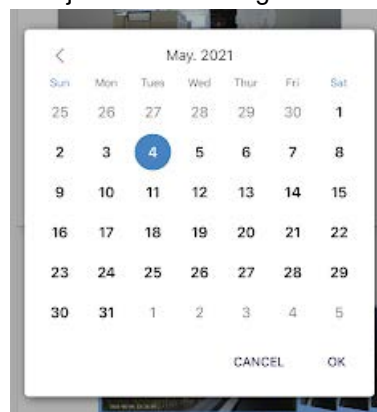 May. 2021
Sun Mon Tues Wed Thur Fri Sat
25 26 27 28 29 30 1
2 3 4 5 6 7 8
9 10 11 12 13 14 15
16 17 18 19 20 21 22
23 24 25 26 27 28 29
30 31 1 2 3 4 5
CANCEL OK